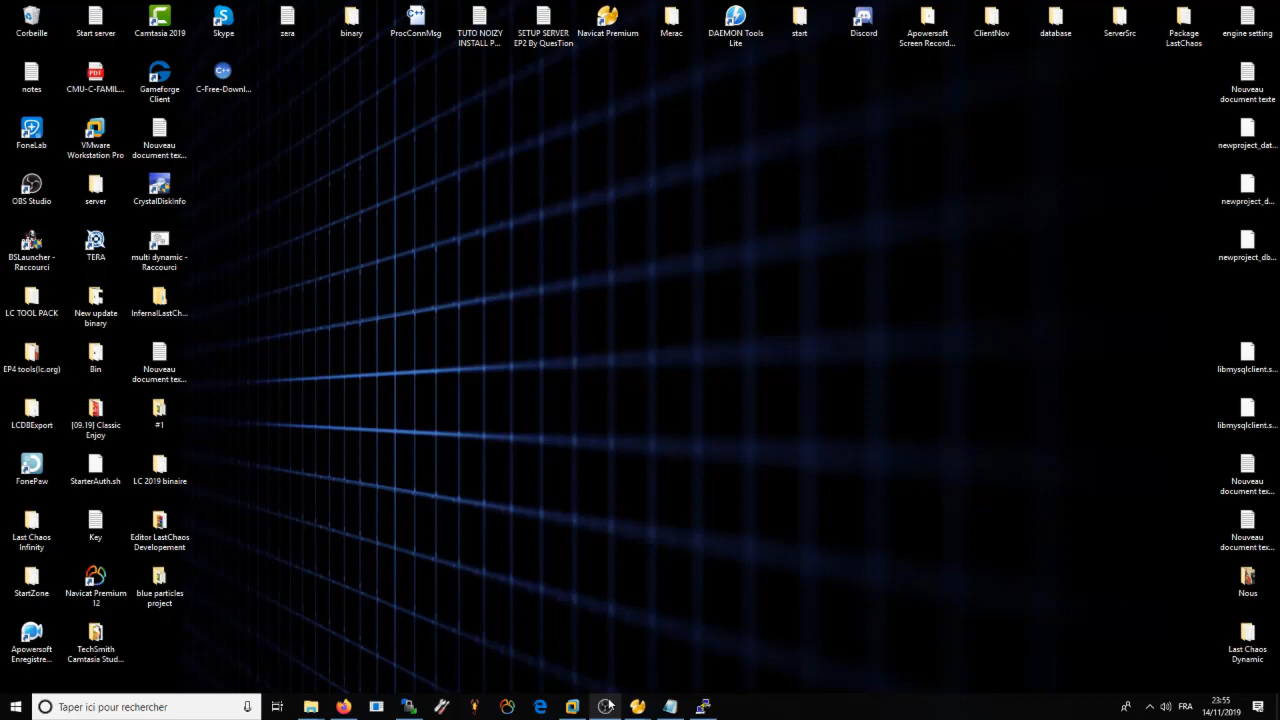 Corbeille
Start server
Camtasia 2019
Skype
zera
binary
ProcConnMsg
TUTO NOIZY
INSTALL P...
SETUP SERVER
EP2 By QuEstion
Navicat Premium
Merac
DAEMON Tools
Lite
start
Discord
Apowersoft
Screen Record...
ClientNov
database
ServerSrc
Package
LastChaos
engine setting
notes
CMU-C-FAMIL...
Gameforge
Client
C-Free-Downl...
Nouveau
document texte
FoneLab
VMware
Workstation Pro
Nouveau
document tex...
newproject_dat...
OBS Studio
server
CrystalDiskInfo
newproject_d...
BSLauncher -
Raccourci
TERA
multi dynamic -
Raccourci
newproject_db...
LC TOOL PACK
New update
binary
InfernalLastCh...
EP4 tools(lc.org)
Bin
Nouveau
document tex...
libmysqlclient.s...
LCDBExport
[09.19] Classic
Enjoy
#1
libmysqlclient.s...
FonePaw
StarterAuth.sh
LC 2019 binaire
Nouveau
document tex...
Last Chaos
Infinity
Key
Editor LastChaos
Developement
Nouveau
document tex...
StartZone
Navicat Premium
12
blue particles
project
Nous
Apowersoft
Enregistre...
TechSmith
Camtasia Stud...
Last Chaos
Dynamic
Taper ici pour rechercher
FRA
23:55
14/11/2019